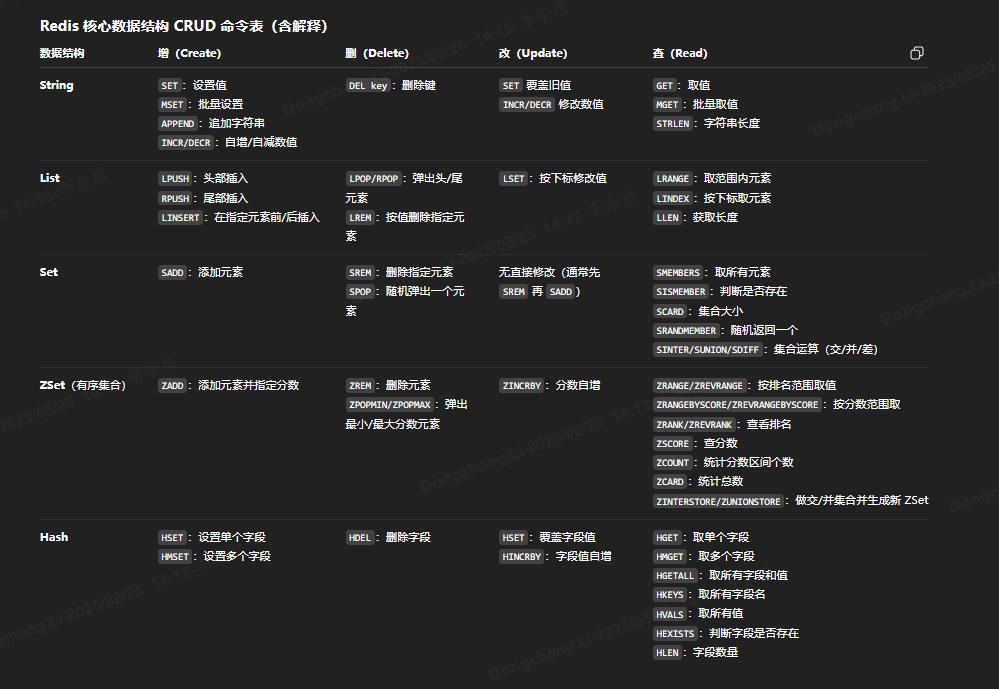 Redis 核心数据结构 CRUD 命令表（含解释）
数据结构 增（Create） 删（Delete） 改（Update） 查（Read）
String
SET：设置值
MSET：批量设置
APPEND：追加字符串
INCR/DECR：自增/自减数值
DEL key：删除键
SET 覆盖旧值
INCR/DECR 修改数值
GET：取值
MGET：批量取值
STRLEN：字符串长度
List
LPUSH：头部插入
RPUSH：尾部插入
LINSERT：在指定元素前/后插入
LPOP/RPOP：弹出头/尾
元素
LREM：按值删除指定元
素
LSET：按下标修改值
LRANGE：取范围内元素
LINDEX：按下标取元素
LLEN：获取长度
Set
SADD：添加元素
SREM：删除指定元素
SPOP：随机弹出一个元
素
无直接修改（通常先
SREM 再 SADD）
SMEMBERS：取所有元素
SISMEMBER：判断是否存在
SCARD：集合大小
SRANDMEMBER：随机返回一个
SINTER/SUNION/SDIFF：集合运算（交/并/差）
ZSet（有序集合）
ZADD：添加元素并指定分数
ZREM：删除元素
ZPOPMIN/ZPOPMAX：弹出
最小/最大分数元素
ZINCRBY：分数自增
ZRANGE/ZREVRANGE：按排名范围取值
ZRANGEBYSCORE/ZREVRANGEBYSCORE：按分数范围取
ZRANK/ZREVRANK：查看排名
ZSCORE：查分数
ZCOUNT：统计分数区间个数
ZCARD：统计总数
ZINTERSTORE/ZUNIONSTORE：做交/并集合并生成新 ZSet
Hash
HSET：设置单个字段
HMSET：设置多个字段
HDEL：删除字段
HSET：覆盖字段值
HINCRBY：字段值自增
HGET：取单个字段
HMGET：取多个字段
HGETALL：取所有字段和值
HKEYS：取所有字段名
HVALS：取所有值
HEXISTS：判断字段是否存在
HLEN：字段数量